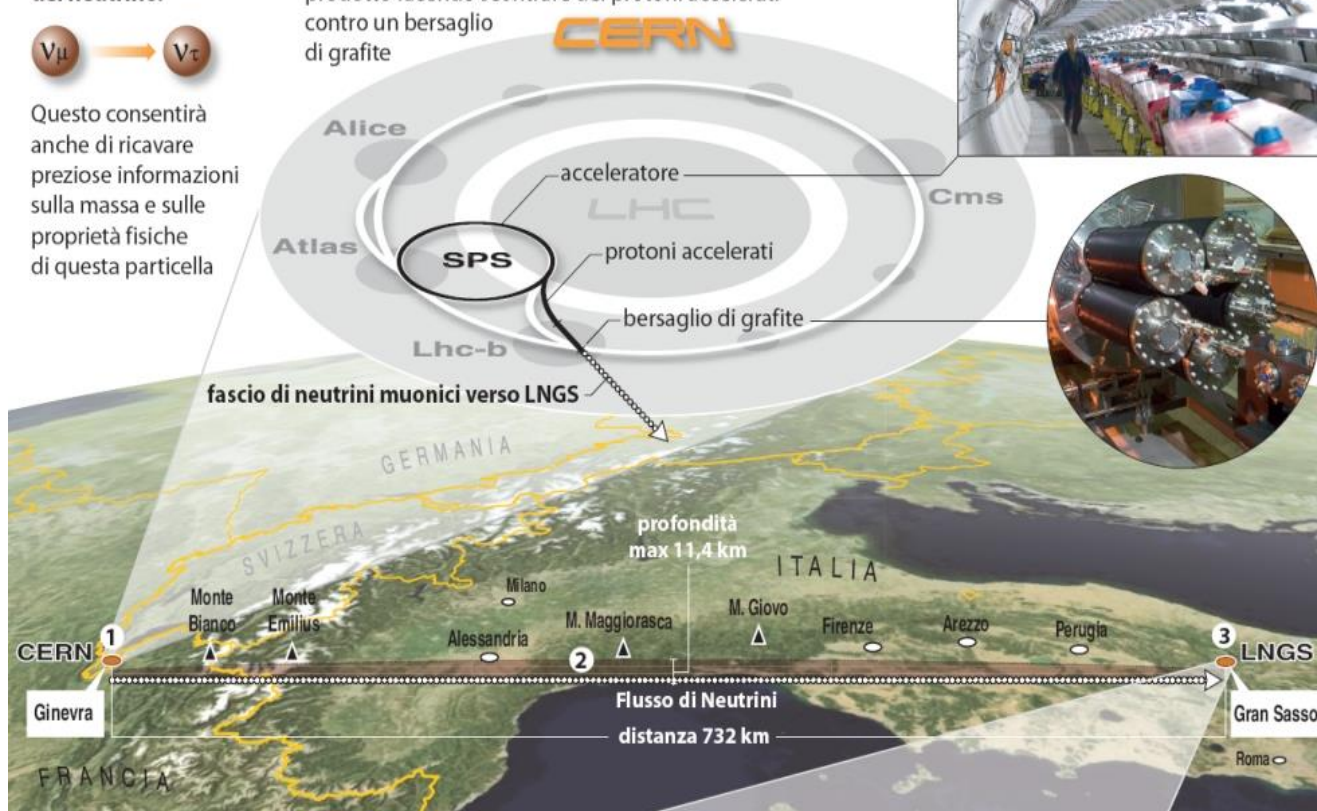 contro un bersaglio
di grafite
νμ
ντ
Questo consentirà
anche di ricavare
preziose informazioni
sulla massa e sulle
proprietà fisiche
di questa particella
CERN
Alice
acceleratore
LHC
Cms
Atlas
SPS
protoni accelerati
bersaglio di grafite
Lhc-b
fascio di neutrini muonici verso LNGS
GERMANIA
SVIZZERA
profondità
max 11,4 km
ITALIA
Monte
Bianco
Monte
Emilius
Milano
Alessandria
M. Maggiorasca
M. Giovo
Firenze
Arezzo
Perugia
1
CERN
2
3
LNGS
Ginevra
Flusso di Neutrini
distanza 732 km
Gran Sasso
Roma
FRANCIA